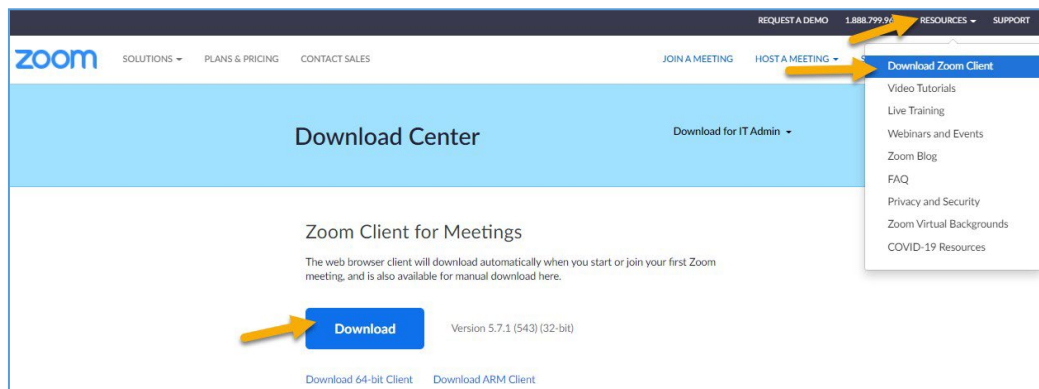 REQUEST A DEMO 1.888.799.96 RESOURCES SUPPORT
zoom SOLUTIONS PLANS & PRICING CONTACT SALES JOIN A MEETING HOST A MEETING
Download Zoom Client
Video Tutorials
Live Training
Webinars and Events
Zoom Blog
FAQ
Privacy and Security
Zoom Virtual Backgrounds
COVID-19 Resources
Download Center Download for IT Admin
Zoom Client for Meetings
The web browser client will download automatically when you start or join your first Zoom
meeting, and is also available for manual download here.
Download Version 5.7.1 (543) (32-bit)
Download 64-bit Client Download ARM Client